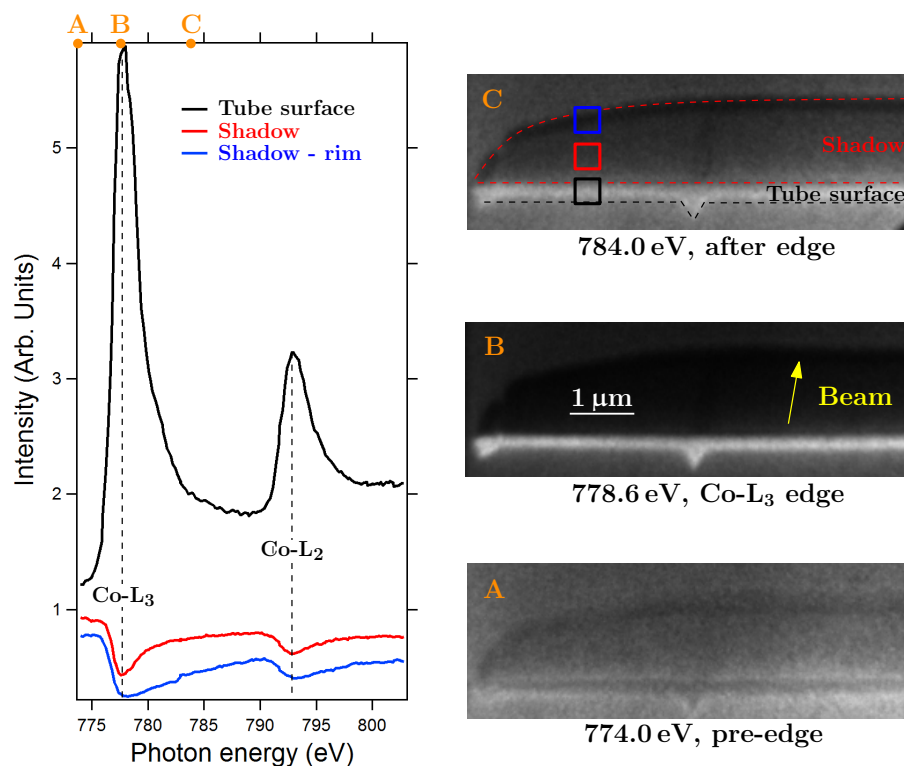 A B C
Tube surface
Shadow
Shadow - rim
5
4
3
2
1
Intensity (Arb. Units)
Co-L2
Co-L3
775 780 785 790 795 800
Photon energy (eV)
C
Shadow
Tube surface
784.0 eV, after edge
B
1 μm
Beam
778.6 eV, Co-L3 edge
A
774.0 eV, pre-edge